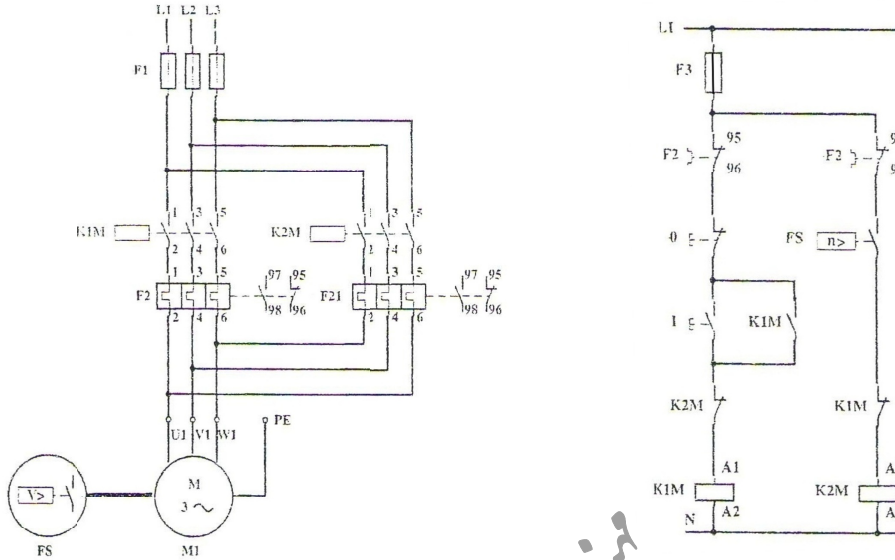 L1 L2 L3
F1
1 3 5
1 3 5
K1M
K2M
2 4 6
2 4 6
1 3 5
97 95
1 3 5
97 95
F2
F21
98 96
98 96
2 4 6
2 4 6
U1 V1 W1
PE
V>
M
3 ~
FS
M1
L1
F3
95
F2
96
F2
0
FS
n>
I
K1M
K2M
K1M
A1
K1M
K2M
A2
N